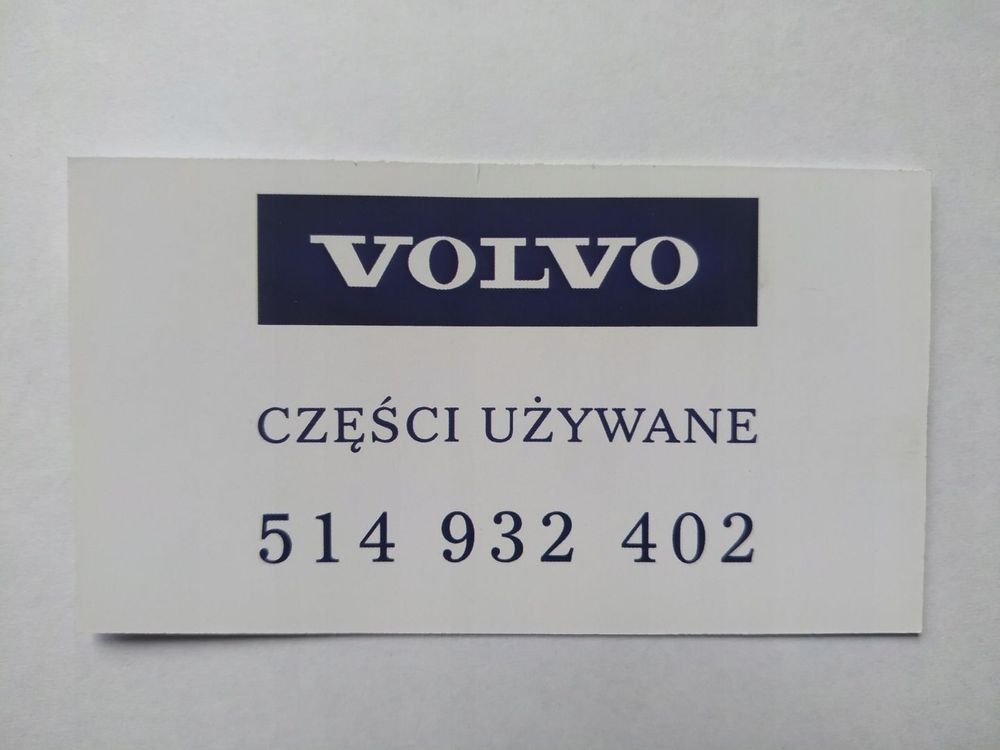 VOLVO
CZĘŚCI UŻYWANE
514 932 402